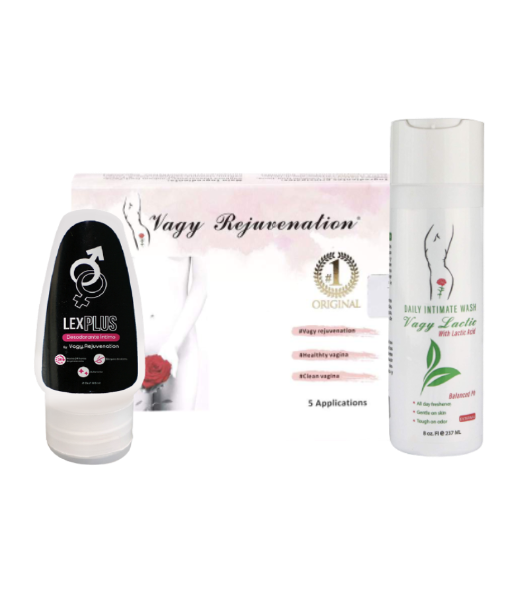 Vagy Rejuvenation®
#1
ORIGINAL
#Vagy rejuvenation
#Healthty vagina
#Clean vagina
5 Applications
LEXPLUS
Desodorante Intimo
by Vagy Rejuvenation
DAILY INTIMATE WASH
Vagy Lactic
With Lactic Acid
Balanced PH
• All day freshness
• Gentle on skin
• Tough on odor
8 oz. Fl ℮ 237 ML